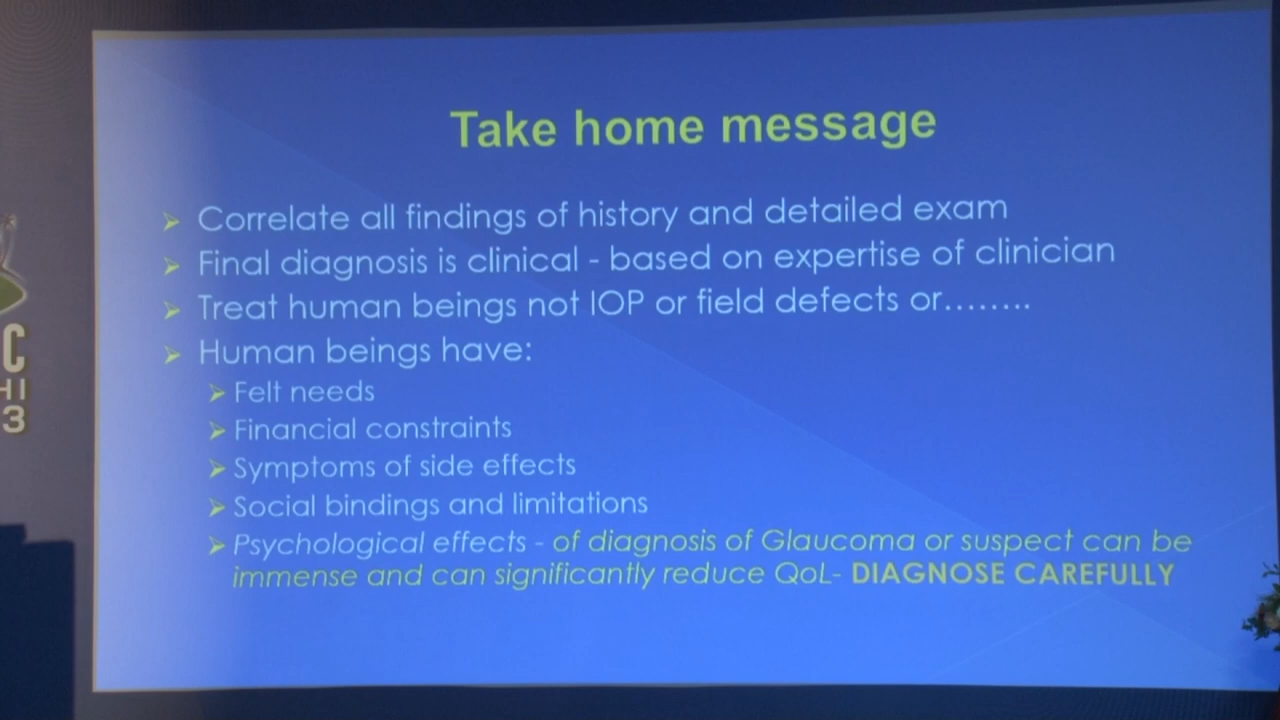 Take home message
Correlate all findings of history and detailed exam
Final diagnosis is clinical - based on expertise of clinician
Treat human beings not IOP or field defects or........
Human beings have:
Felt needs
Financial constraints
Symptoms of side effects
Social bindings and limitations
Psychological effects - of diagnosis of Glaucoma or suspect can be
immense and can significantly reduce QoL- DIAGNOSE CAREFULLY
C
HI
3